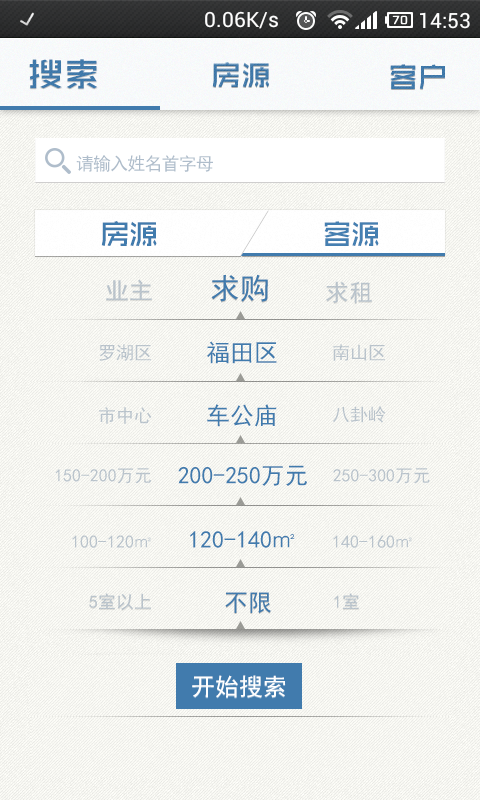 0.06K/s 70 14:53
搜索 房源 客户
请输入姓名首字母
房源 客源
业主 求购 求租
罗湖区 福田区 南山区
市中心 车公庙 八卦岭
150-200万元 200-250万元 250-300万元
100-120㎡ 120-140㎡ 140-160㎡
5室以上 不限 1室
开始搜索